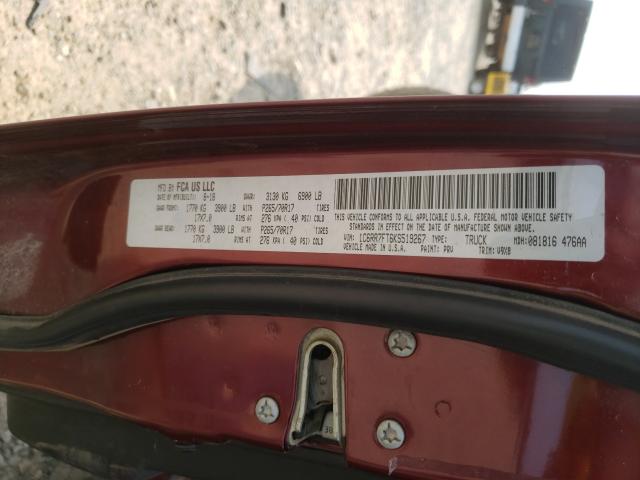 MFD BY: FCA US LLC
DATE OF MFR(BUILT): 8-18 GVWR: 3130 KG 6900 LB
GAWR FRONT: 1770 KG 3900 LB WITH P265/70R17 TIRES
17X7.0 RIMS AT 276 KPA( 40 PSI) COLD
GAWR REAR: 1770 KG 3900 LB WITH P265/70R17 TIRES
17X7.0 RIMS AT 276 KPA( 40 PSI) COLD
THIS VEHICLE CONFORMS TO ALL APPLICABLE U.S.A. FEDERAL MOTOR VEHICLE SAFETY
STANDARDS IN EFFECT ON THE DATE OF MANUFACTURE SHOWN ABOVE.
VIN: 1C6RR7FT6KS519267 TYPE: TRUCK MDH: 081816 476AA
VEHICLE MADE IN U.S.A. PAINT: PRV TRIM: V9X8